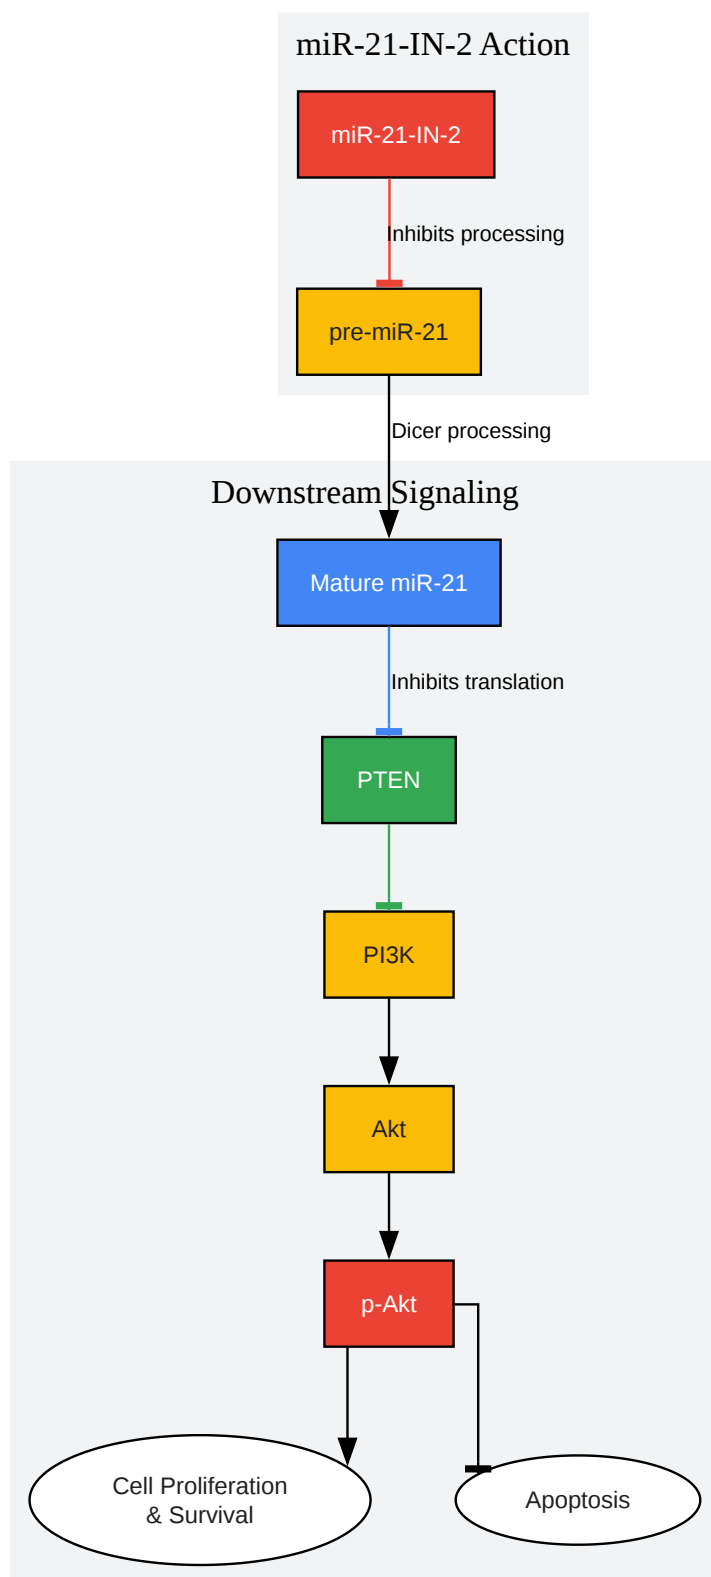 miR-21-IN-2 Action
miR-21-IN-2
Inhibits processing
pre-miR-21
Dicer processing
Downstream Signaling
Mature miR-21
Inhibits translation
PTEN
PI3K
Akt
p-Akt
Cell Proliferation
& Survival
Apoptosis